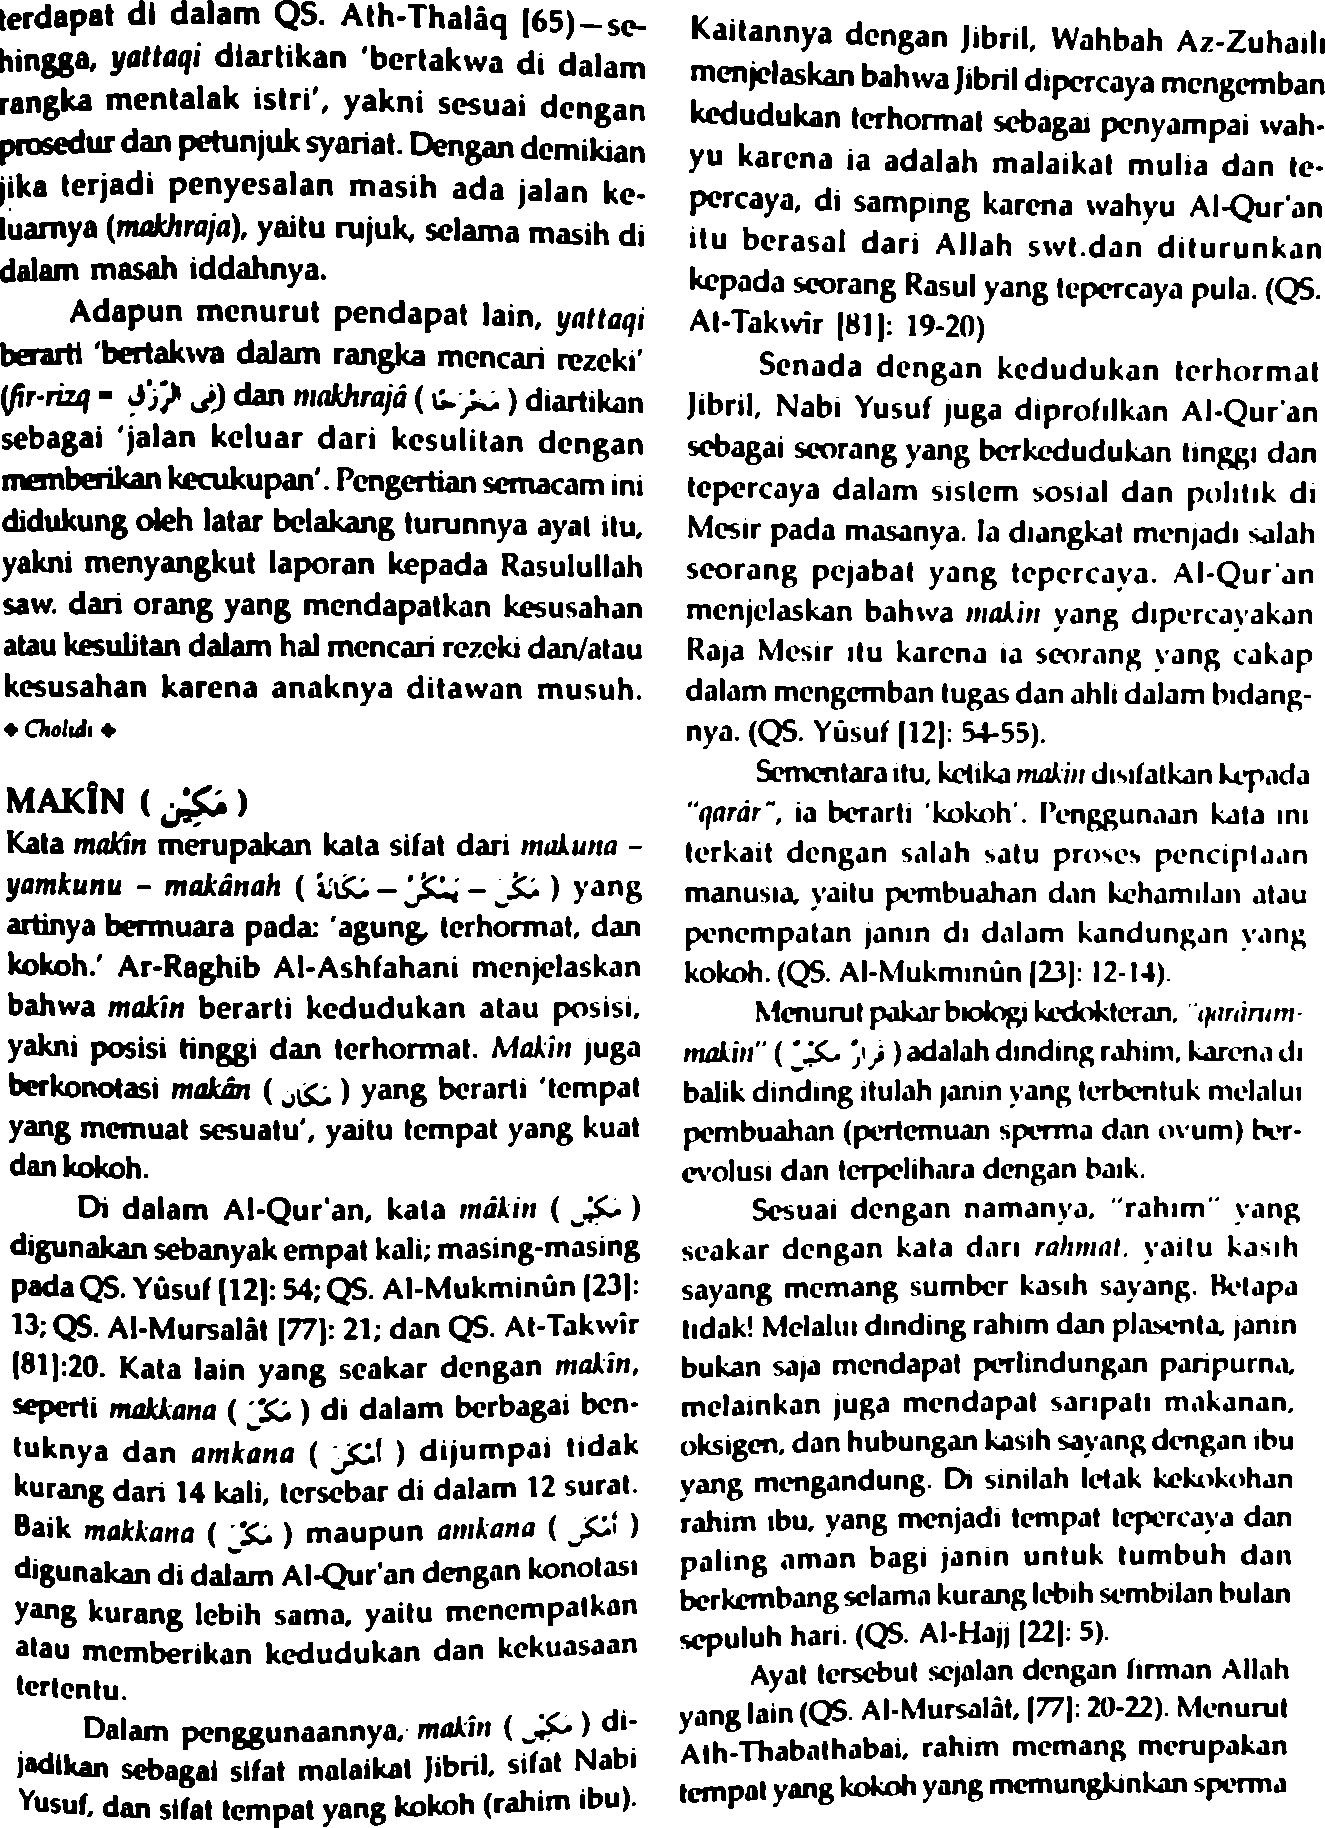 terdapat di dalam QS. Ath-Thalâq [65)—se-
hingga, yattaqi diartikan 'bertakwa di dalam
rangka mentalak istri', yakni sesuai dengan
prosedur dan petunjuk syariat. Dengan demikian
jika terjadi penyesalan masih ada jalan ke-
luarnya (makhraja), yaitu rujuk, selama masih di
dalam masah iddahnya.
Adapun menurut pendapat lain, yattaqi
berarti 'bertakwa dalam rangka mencari rezeki'
(fir-rizq = فِى الرِّزْقِ) dan makhrajâ ( مَخْرَجًا ) diartikan
sebagai 'jalan keluar dari kesulitan dengan
memberikan kecukupan'. Pengertian semacam ini
didukung oleh latar belakang turunnya ayat itu,
yakni menyangkut laporan kepada Rasulullah
saw. dari orang yang mendapatkan kesusahan
atau kesulitan dalam hal mencari rezeki dan/atau
kesusahan karena anaknya ditawan musuh.
♦ Cholidi ♦
MAKÎN ( مَكِيْن )
Kata makîn merupakan kata sifat dari makuna –
yamkunu – makânah ( مَكُنَ – يَمْكُنُ – مَكَانَة ) yang
artinya bermuara pada: 'agung, terhormat, dan
kokoh.' Ar-Raghib Al-Ashfahani menjelaskan
bahwa makîn berarti kedudukan atau posisi,
yakni posisi tinggi dan terhormat. Makîn juga
berkonotasi makân ( مَكَان ) yang berarti 'tempat
yang memuat sesuatu', yaitu tempat yang kuat
dan kokoh.
Di dalam Al-Qur'an, kata mâkin ( مَكِيْن )
digunakan sebanyak empat kali; masing-masing
pada QS. Yûsuf [12]: 54; QS. Al-Mukminûn [23]:
13; QS. Al-Mursalât [77]: 21; dan QS. At-Takwîr
[81]:20. Kata lain yang seakar dengan makîn,
seperti makkana ( مَكَّنَ ) di dalam berbagai ben-
tuknya dan amkana ( أَمْكَنَ ) dijumpai tidak
kurang dari 14 kali, tersebar di dalam 12 surat.
Baik makkana ( مَكَّنَ ) maupun amkana ( أَمْكَنَ )
digunakan di dalam Al-Qur'an dengan konotasi
yang kurang lebih sama, yaitu menempatkan
atau memberikan kedudukan dan kekuasaan
tertentu.
Dalam penggunaannya, makîn ( مَكِيْن ) di-
jadikan sebagai sifat malaikat Jibril, sifat Nabi
Yusuf, dan sifat tempat yang kokoh (rahim ibu).
Kaitannya dengan Jibril, Wahbah Az-Zuhaili
menjelaskan bahwa Jibril dipercaya mengemban
kedudukan terhormat sebagai penyampai wah-
yu karena ia adalah malaikat mulia dan te-
percaya, di samping karena wahyu Al-Qur'an
itu berasal dari Allah swt.dan diturunkan
kepada seorang Rasul yang tepercaya pula. (QS.
At-Takwîr [81]: 19-20)
Senada dengan kedudukan terhormat
Jibril, Nabi Yusuf juga diprofilkan Al-Qur'an
sebagai seorang yang berkedudukan tinggi dan
tepercaya dalam sistem sosial dan politik di
Mesir pada masanya. Ia diangkat menjadi salah
seorang pejabat yang tepercaya. Al-Qur'an
menjelaskan bahwa makin yang dipercayakan
Raja Mesir itu karena ia seorang yang cakap
dalam mengemban tugas dan ahli dalam bidang-
nya. (QS. Yûsuf [12]: 54-55).
Sementara itu, ketika makin disifatkan kepada
"qarâr", ia berarti 'kokoh'. Penggunaan kata ini
terkait dengan salah satu proses penciptaan
manusia, yaitu pembuahan dan kehamilan atau
penempatan janin di dalam kandungan yang
kokoh. (QS. Al-Mukminûn [23]: 12-14).
Menurut pakar biologi kedokteran, "qarârum-
makin" ( قَرَارٌ مَكِيْنٌ ) adalah dinding rahim, karena di
balik dinding itulah janin yang terbentuk melalui
pembuahan (pertemuan sperma dan ovum) ber-
evolusi dan terpelihara dengan baik.
Sesuai dengan namanya, "rahim" yang
seakar dengan kata dari rahmat, yaitu kasih
sayang memang sumber kasih sayang. Betapa
tidak! Melalui dinding rahim dan plasenta, janin
bukan saja mendapat perlindungan paripurna,
melainkan juga mendapat saripati makanan,
oksigen, dan hubungan kasih sayang dengan ibu
yang mengandung. Di sinilah letak kekokohan
rahim ibu, yang menjadi tempat tepercaya dan
paling aman bagi janin untuk tumbuh dan
berkembang selama kurang lebih sembilan bulan
sepuluh hari. (QS. Al-Hajj [22]: 5).
Ayat tersebut sejalan dengan firman Allah
yang lain (QS. Al-Mursalât, [77]: 20-22). Menurut
Ath-Thabathabai, rahim memang merupakan
tempat yang kokoh yang memungkinkan sperma